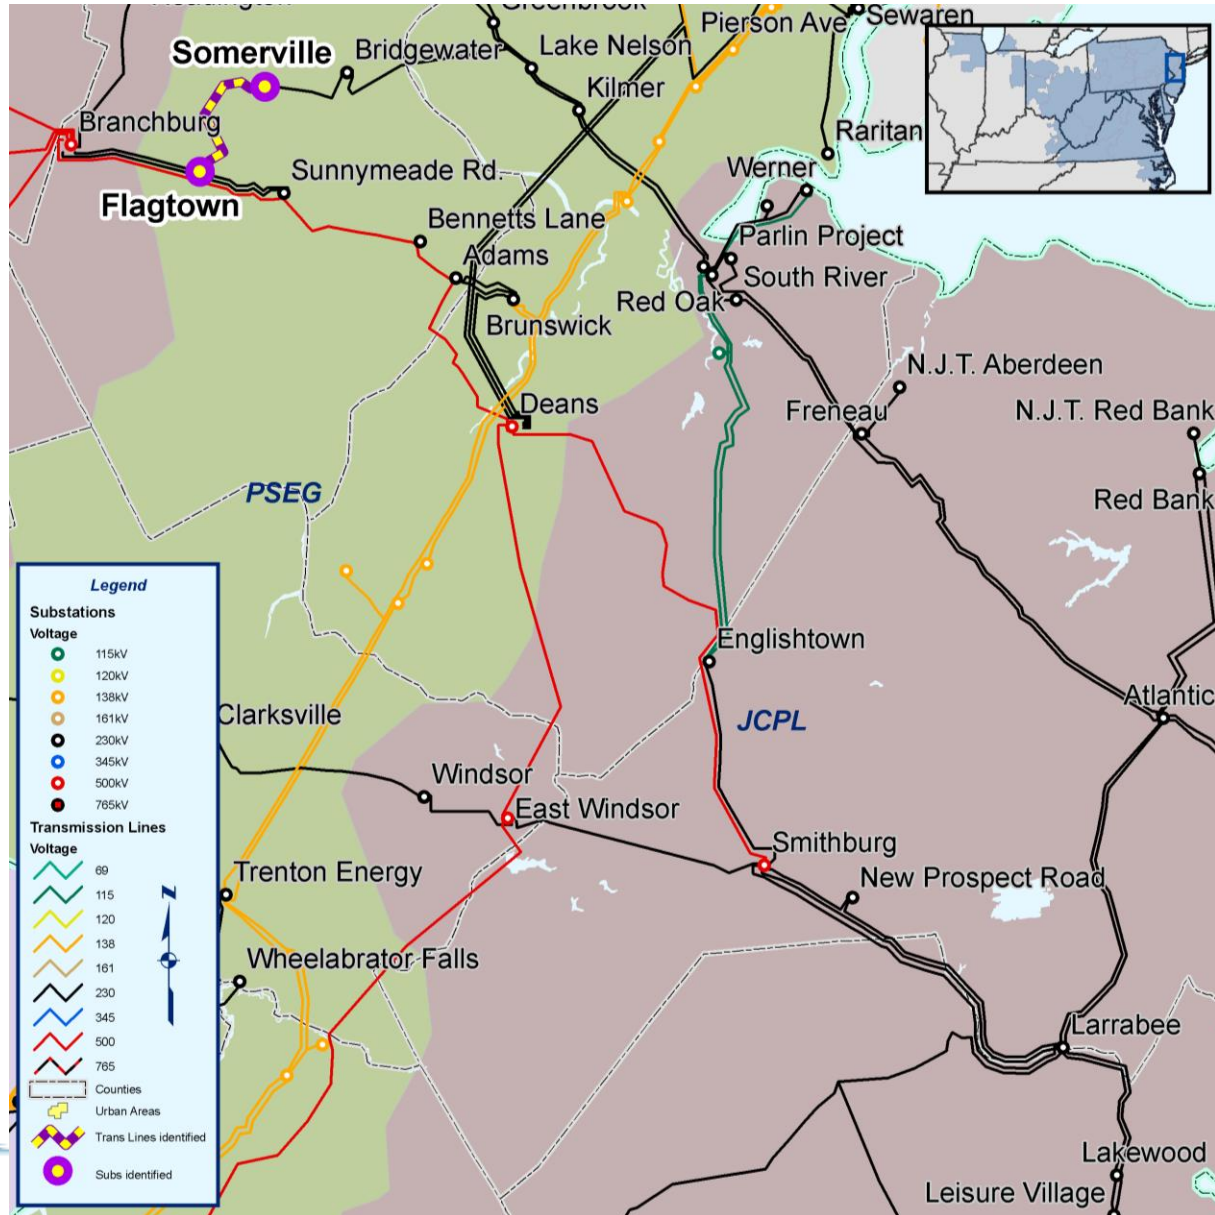 Greenbrook
Pierson Ave
Sewaren
Somerville
Bridgewater
Lake Nelson
Kilmer
Branchburg
Raritan
Sunnymeade Rd.
Werner
Flagtown
Bennetts Lane
Parlin Project
Adams
South River
Red Oak
Brunswick
N.J.T. Aberdeen
Deans
Freneau
N.J.T. Red Bank
PSEG
Red Bank
Englishtown
Atlantic
Clarksville
JCPL
Windsor
East Windsor
Smithburg
Trenton Energy
New Prospect Road
Wheelabrator Falls
Larrabee
Lakewood
Leisure Village
Legend
Substations
Voltage
115kV
120kV
138kV
161kV
230kV
345kV
500kV
765kV
Transmission Lines
Voltage
69
115
120
138
161
230
345
500
765
N
Counties
Urban Areas
Trans Lines identified
Subs identified